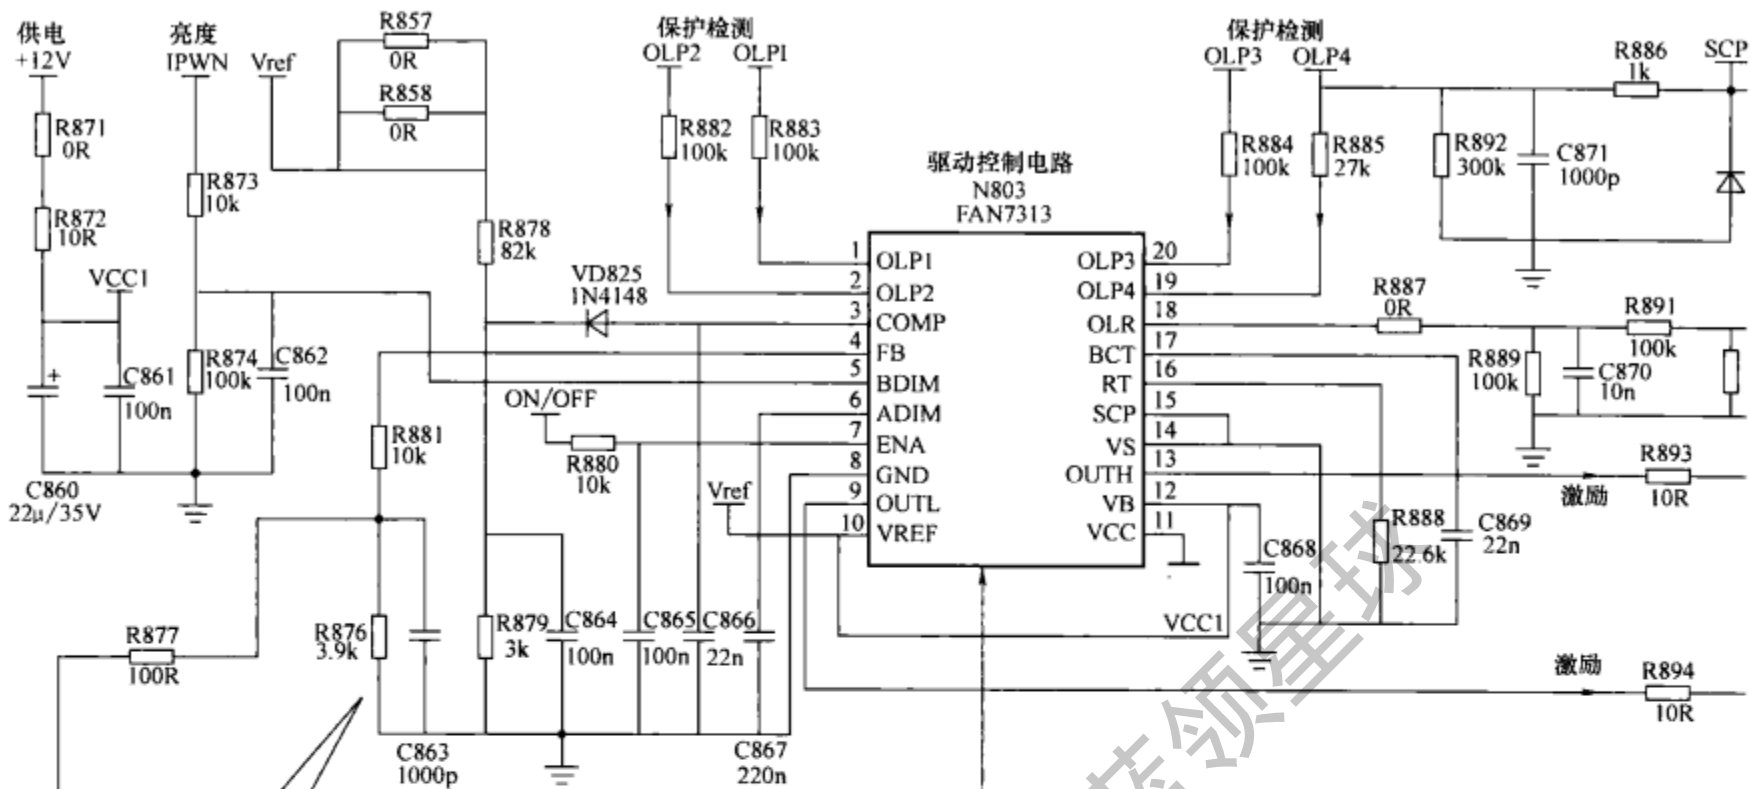 供电
+12V
亮度
IPWN
Vref
R857
0R
R858
0R
保护检测
OLP2
OLP1
保护检测
OLP3
OLP4
R886
1k
SCP
R871
0R
R872
10R
R873
10k
R878
82k
R882
100k
R883
100k
驱动控制电路
N803
FAN7313
R884
100k
R885
27k
R892
300k
C871
1000p
VCC1
R874
100k
C862
100n
C861
100n
C860
22μ/35V
+
VD825
1N4148
ON/OFF
R880
10k
R881
10k
Vref
1
OLP1
2
OLP2
3
COMP
4
FB
5
BDIM
6
ADIM
7
ENA
8
GND
9
OUTL
10
VREF
OLP3
20
OLP4
19
OLR
18
BCT
17
RT
16
SCP
15
VS
14
OUTH
13
VB
12
VCC
11
R887
0R
R891
100k
R889
100k
C870
10n
R893
10R
激励
R888
22.6k
C869
22n
C868
100n
VCC1
激励
R894
10R
R877
100R
R876
3.9k
R879
3k
C864
100n
C865
100n
C866
22n
C863
1000p
C867
220n
领星球